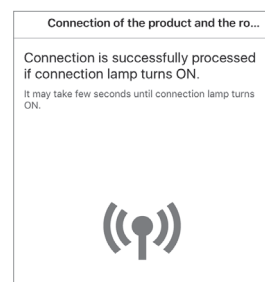 Connection of the product and the ro...
Connection is successfully processed
if connection lamp turns ON.
It may take few seconds until connection lamp turns
ON.